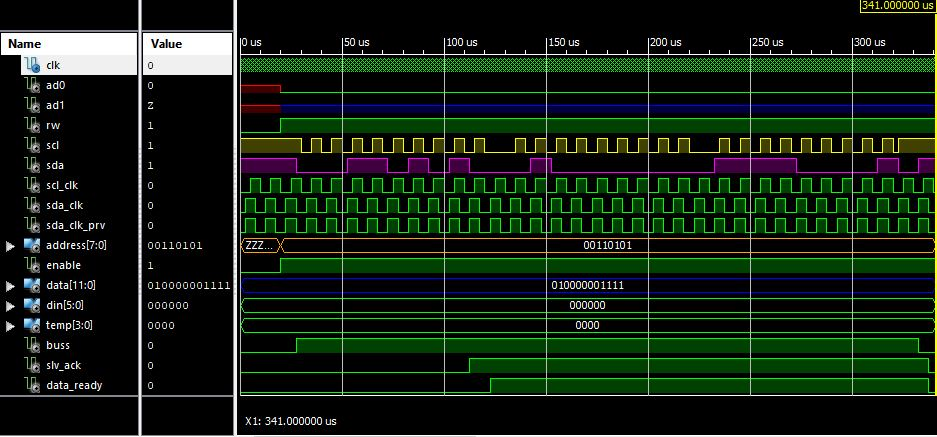 341.000000 us
Name Value
0 us 50 us 100 us 150 us 200 us 250 us 300 us
clk 0
ad0 0
ad1 Z
rw 1
scl 1
sda 1
scl_clk 0
sda_clk 0
sda_clk_prv 0
address[7:0] 00110101 ZZZ... 00110101
enable 1
data[11:0] 010000001111 010000001111
din[5:0] 000000 000000
temp[3:0] 0000 0000
buss 0
slv_ack 0
data_ready 0
X1: 341.000000 us